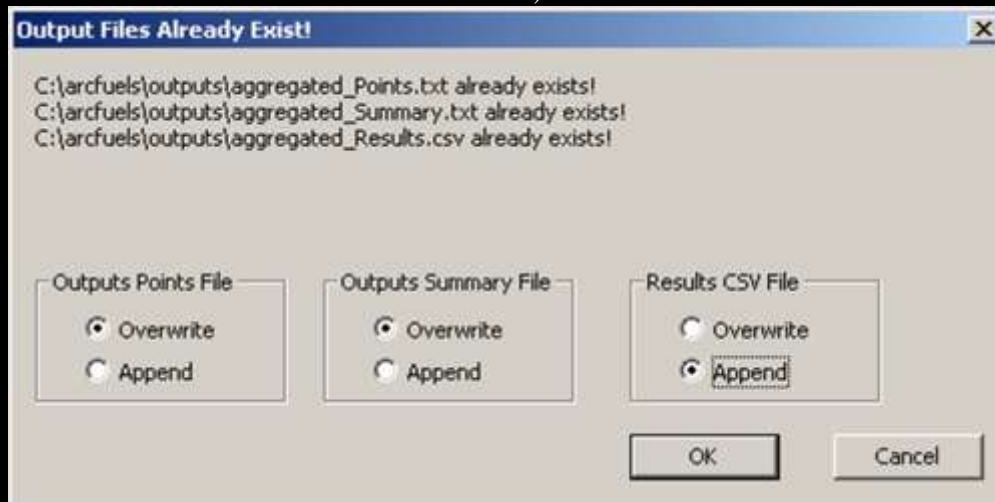 Output Files Already Exist!
C:\arcfuels\outputs\aggregated_Points.txt already exists!
C:\arcfuels\outputs\aggregated_Summary.txt already exists!
C:\arcfuels\outputs\aggregated_Results.csv already exists!
Outputs Points File
Overwrite
Append
Outputs Summary File
Overwrite
Append
Results CSV File
Overwrite
Append
OK
Cancel